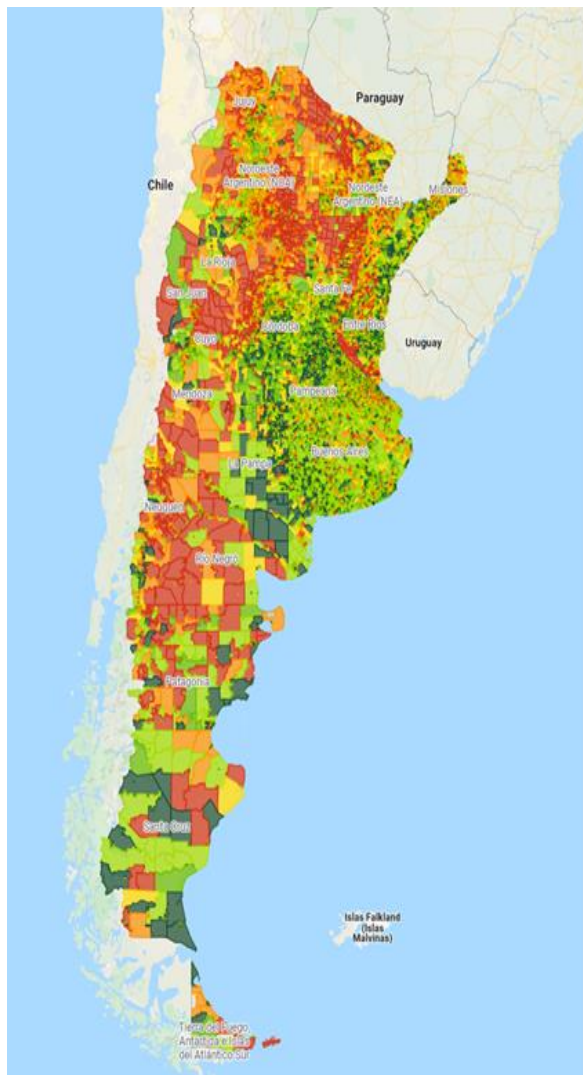 Paraguay
Jujuy
Chile
Noroeste
Argentino (NOA)
Nordeste
Argentino (NEA)
Misiones
La Rioja
San Juan
Santa Fe
Córdoba
Entre Ríos
Cuyo
Uruguay
Mendoza
Pampeana
Buenos Aires
La Pampa
Neuquén
Río Negro
Patagonia
Santa Cruz
Islas Falkland
(Islas
Malvinas)
Tierra del Fuego,
Antártida e Islas
del Atlántico Sur